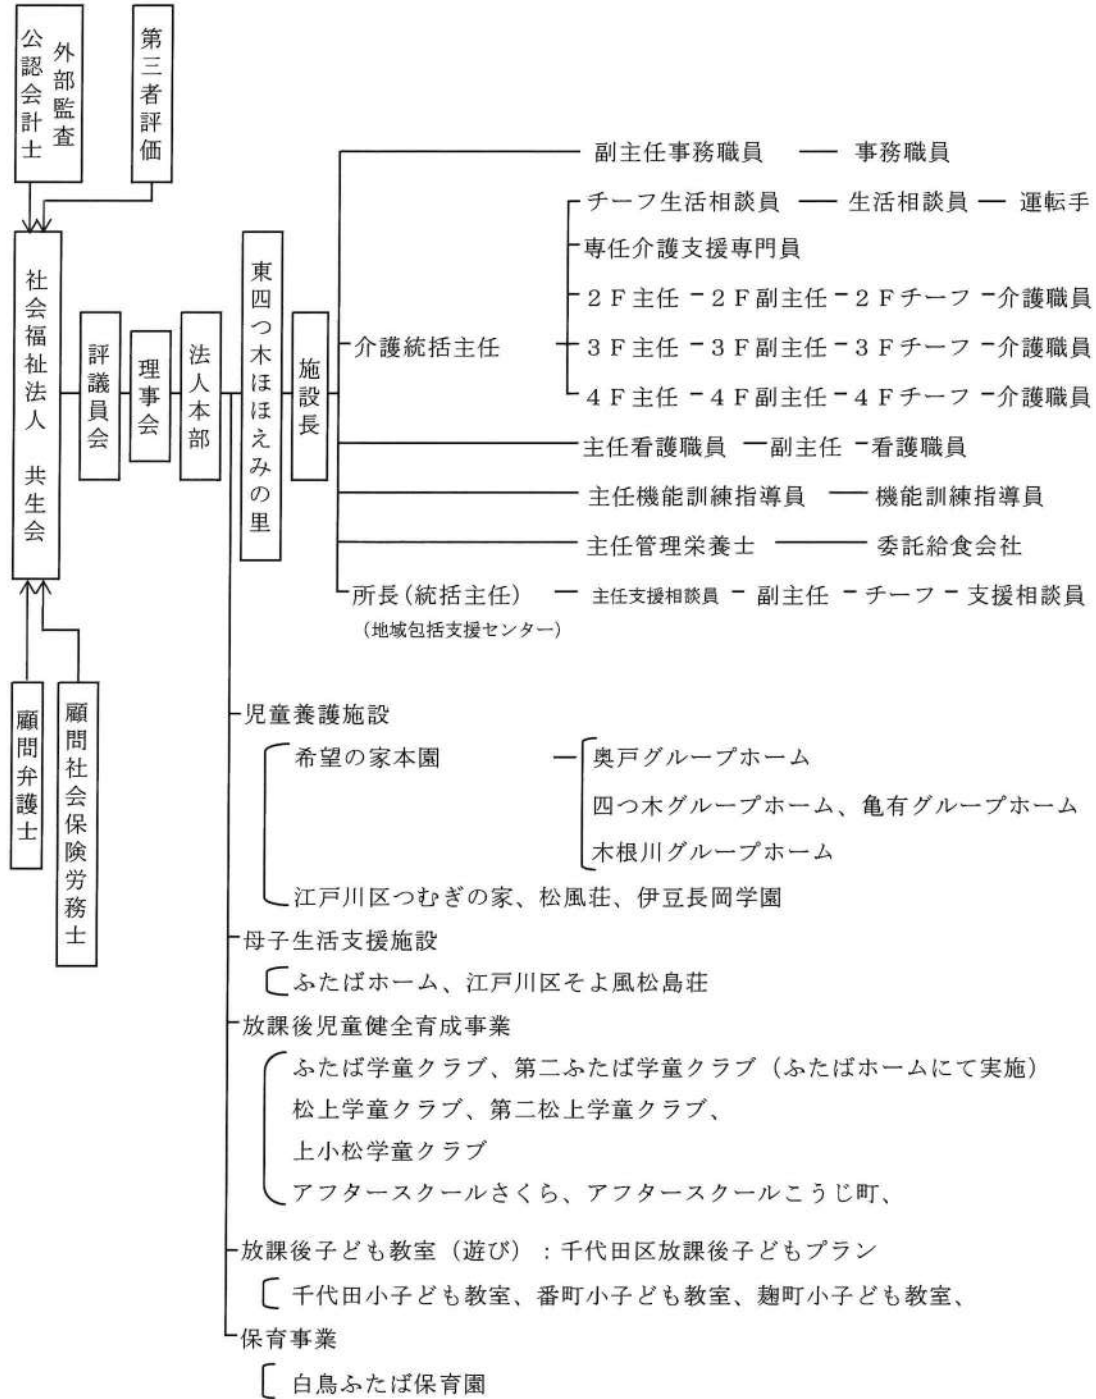 外部監査
公認会計士
第三者評価
社会福祉法人　共生会
評議員会
理事会
法人本部
東四つ木ほほえみの里
施設長
副主任事務職員 ― 事務職員
チーフ生活相談員 ― 生活相談員 ― 運転手
専任介護支援専門員
２Ｆ主任－２Ｆ副主任－２Ｆチーフ－介護職員
介護統括主任
３Ｆ主任－３Ｆ副主任－３Ｆチーフ－介護職員
４Ｆ主任－４Ｆ副主任－４Ｆチーフ－介護職員
主任看護職員 ― 副主任－看護職員
主任機能訓練指導員 ― 機能訓練指導員
主任管理栄養士 ― 委託給食会社
所長(統括主任) ― 主任支援相談員－副主任－チーフ－支援相談員
（地域包括支援センター）
顧問弁護士
顧問社会保険労務士
児童養護施設
希望の家本園 ― 奥戸グループホーム
四つ木グループホーム、亀有グループホーム
木根川グループホーム
江戸川区つむぎの家、松風荘、伊豆長岡学園
母子生活支援施設
ふたばホーム、江戸川区そよ風松島荘
放課後児童健全育成事業
ふたば学童クラブ、第二ふたば学童クラブ（ふたばホームにて実施）
松上学童クラブ、第二松上学童クラブ、
上小松学童クラブ
アフタースクールさくら、アフタースクールこうじ町、
放課後子ども教室（遊び）：千代田区放課後子どもプラン
千代田小子ども教室、番町小子ども教室、麹町小子ども教室、
保育事業
白鳥ふたば保育園